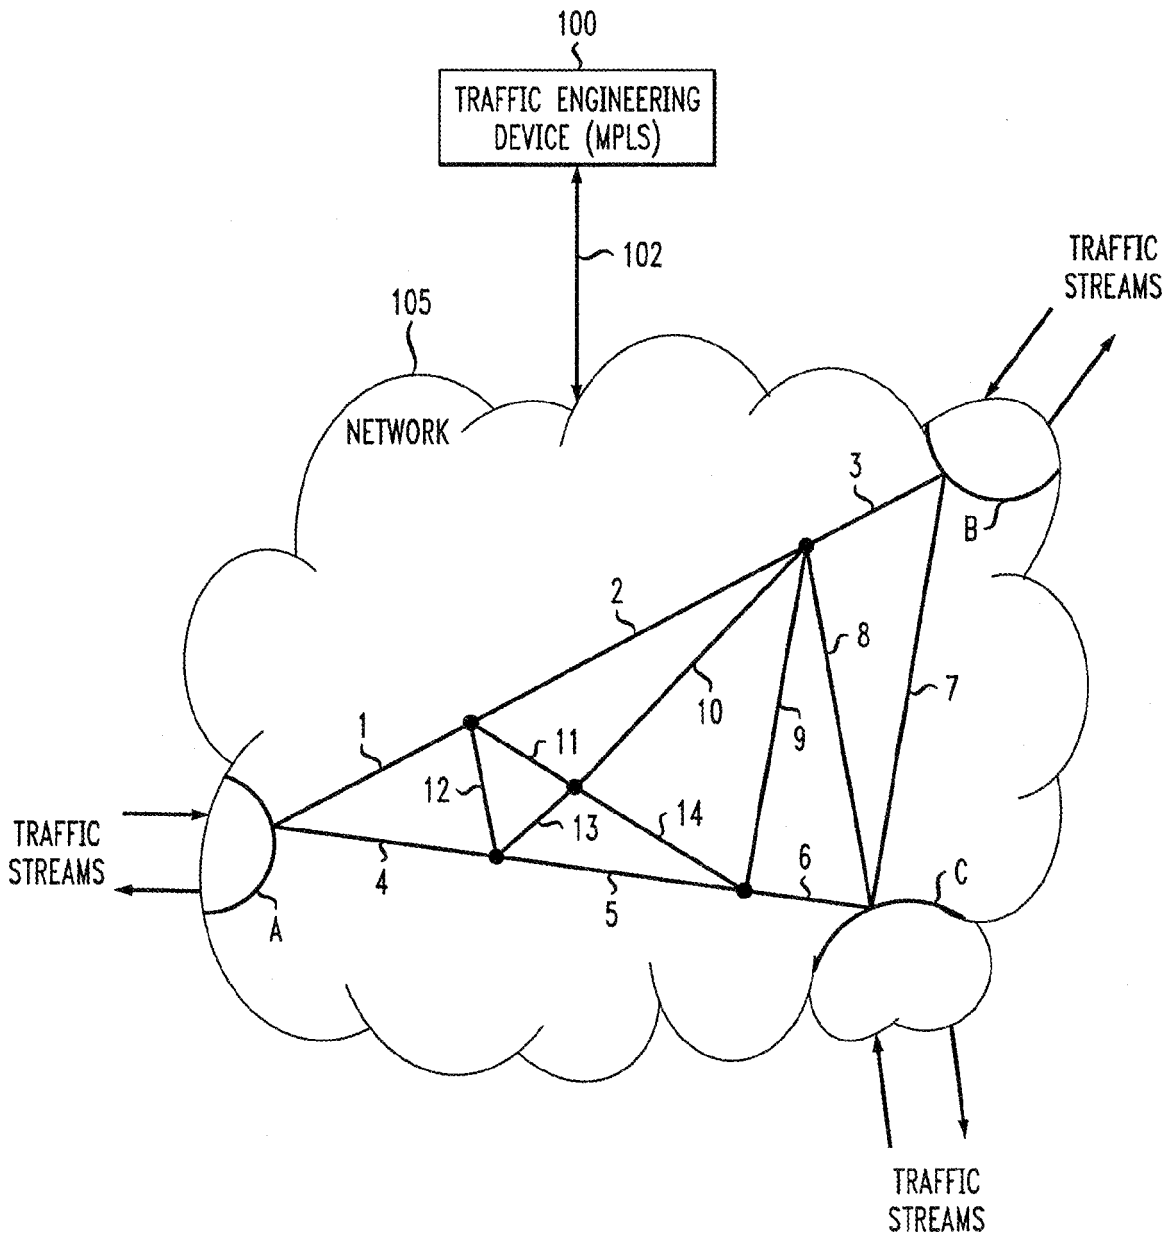 100
TRAFFIC ENGINEERING
DEVICE (MPLS)
102
TRAFFIC
STREAMS
105
NETWORK
3
B
2
8
10
7
9
1
11
12
13
14
TRAFFIC
STREAMS
4
5
6
C
A
TRAFFIC
STREAMS